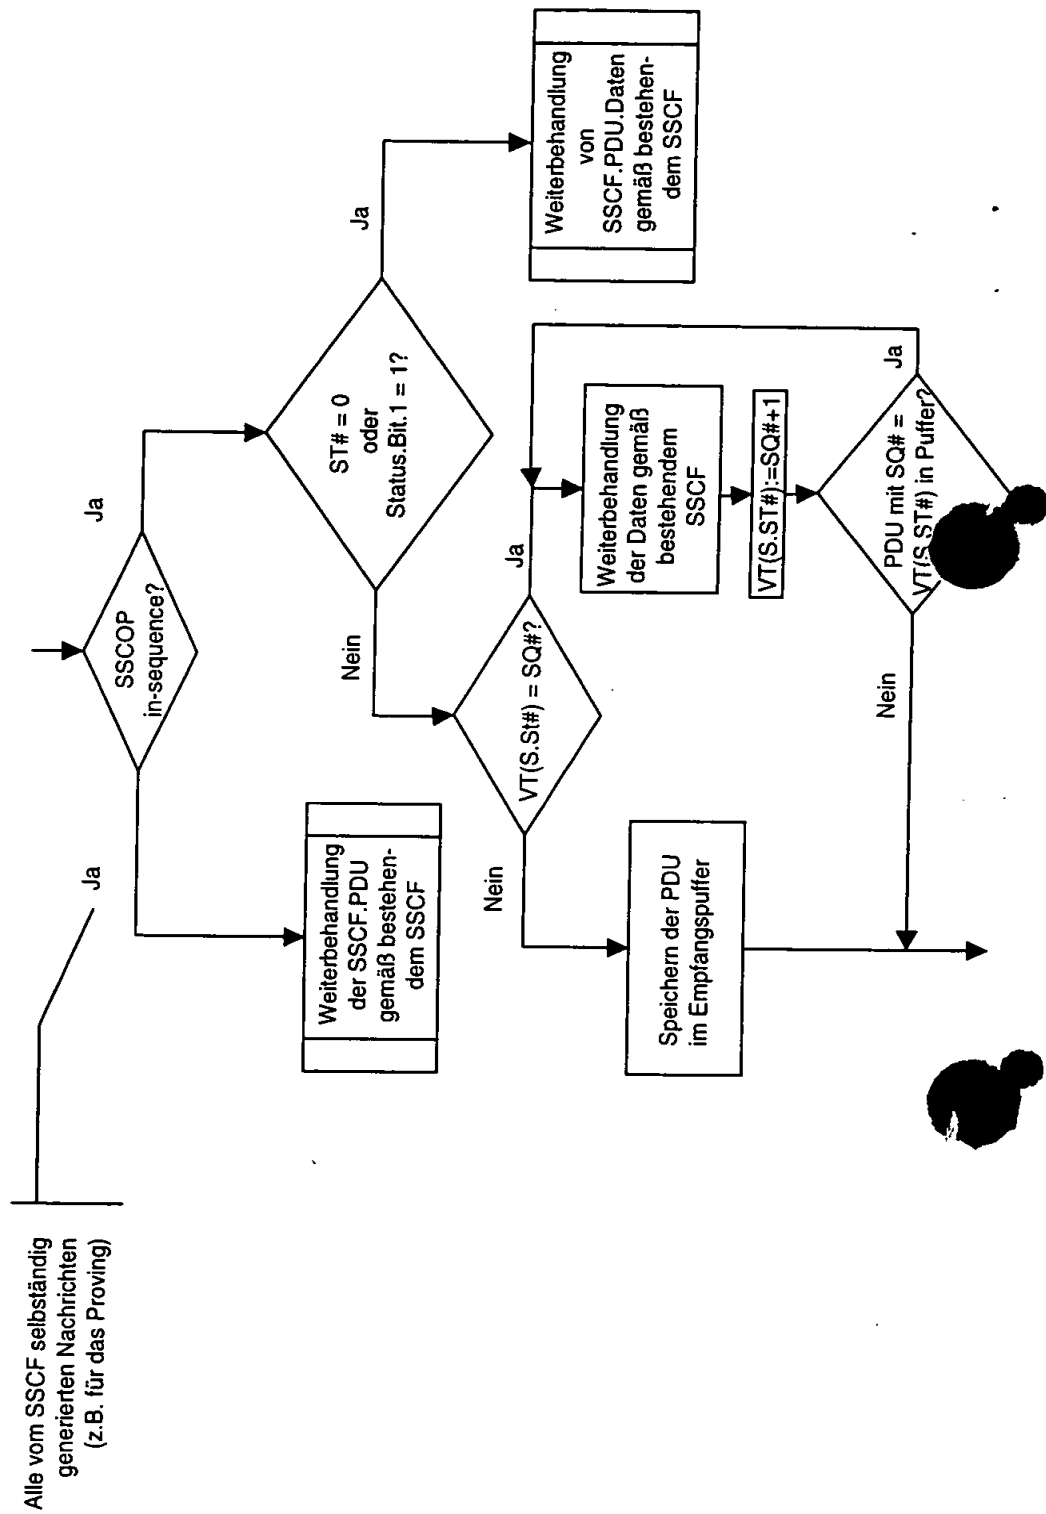 Alle vom SSCF selbständig
generierten Nachrichten
(z.B. für das Proving)
Ja
SSCOP
in-sequence?
Ja
Weiterbehandlung
der SSCF.PDU
gemäß bestehen-
dem SSCF
ST# = 0
oder
Status.Bit.1 = 1?
Ja
Nein
Weiterbehandlung
von
SSCF.PDU.Daten
gemäß bestehen-
dem SSCF
VT(S.St#) = SQ#?
Ja
Nein
Weiterbehandlung
der Daten gemäß
bestehendem
SSCF
VT(S.ST#):=SQ#+1
Speichern der PDU
im Empfangspuffer
PDU mit SQ# =
VT(S.ST#) in Puffer?
Ja
Nein